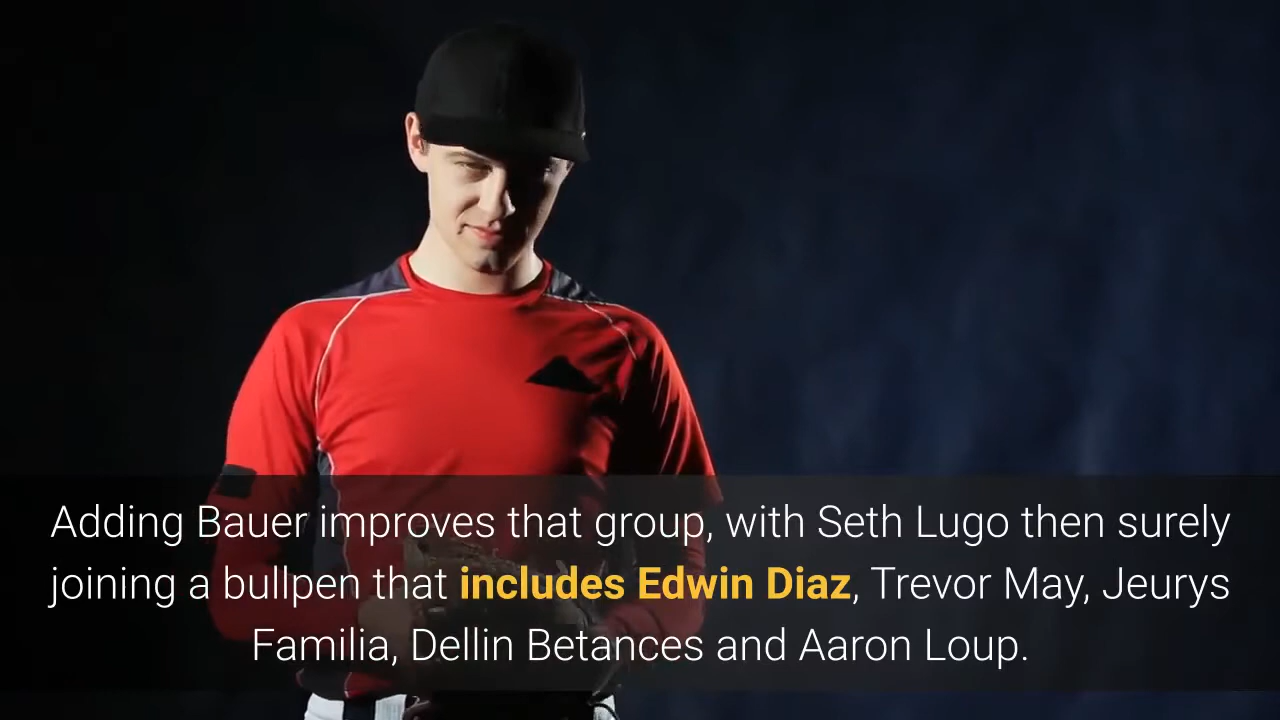 Adding Bauer improves that group, with Seth Lugo then surely
joining a bullpen that includes Edwin Diaz, Trevor May, Jeurys
Familia, Dellin Betances and Aaron Loup.